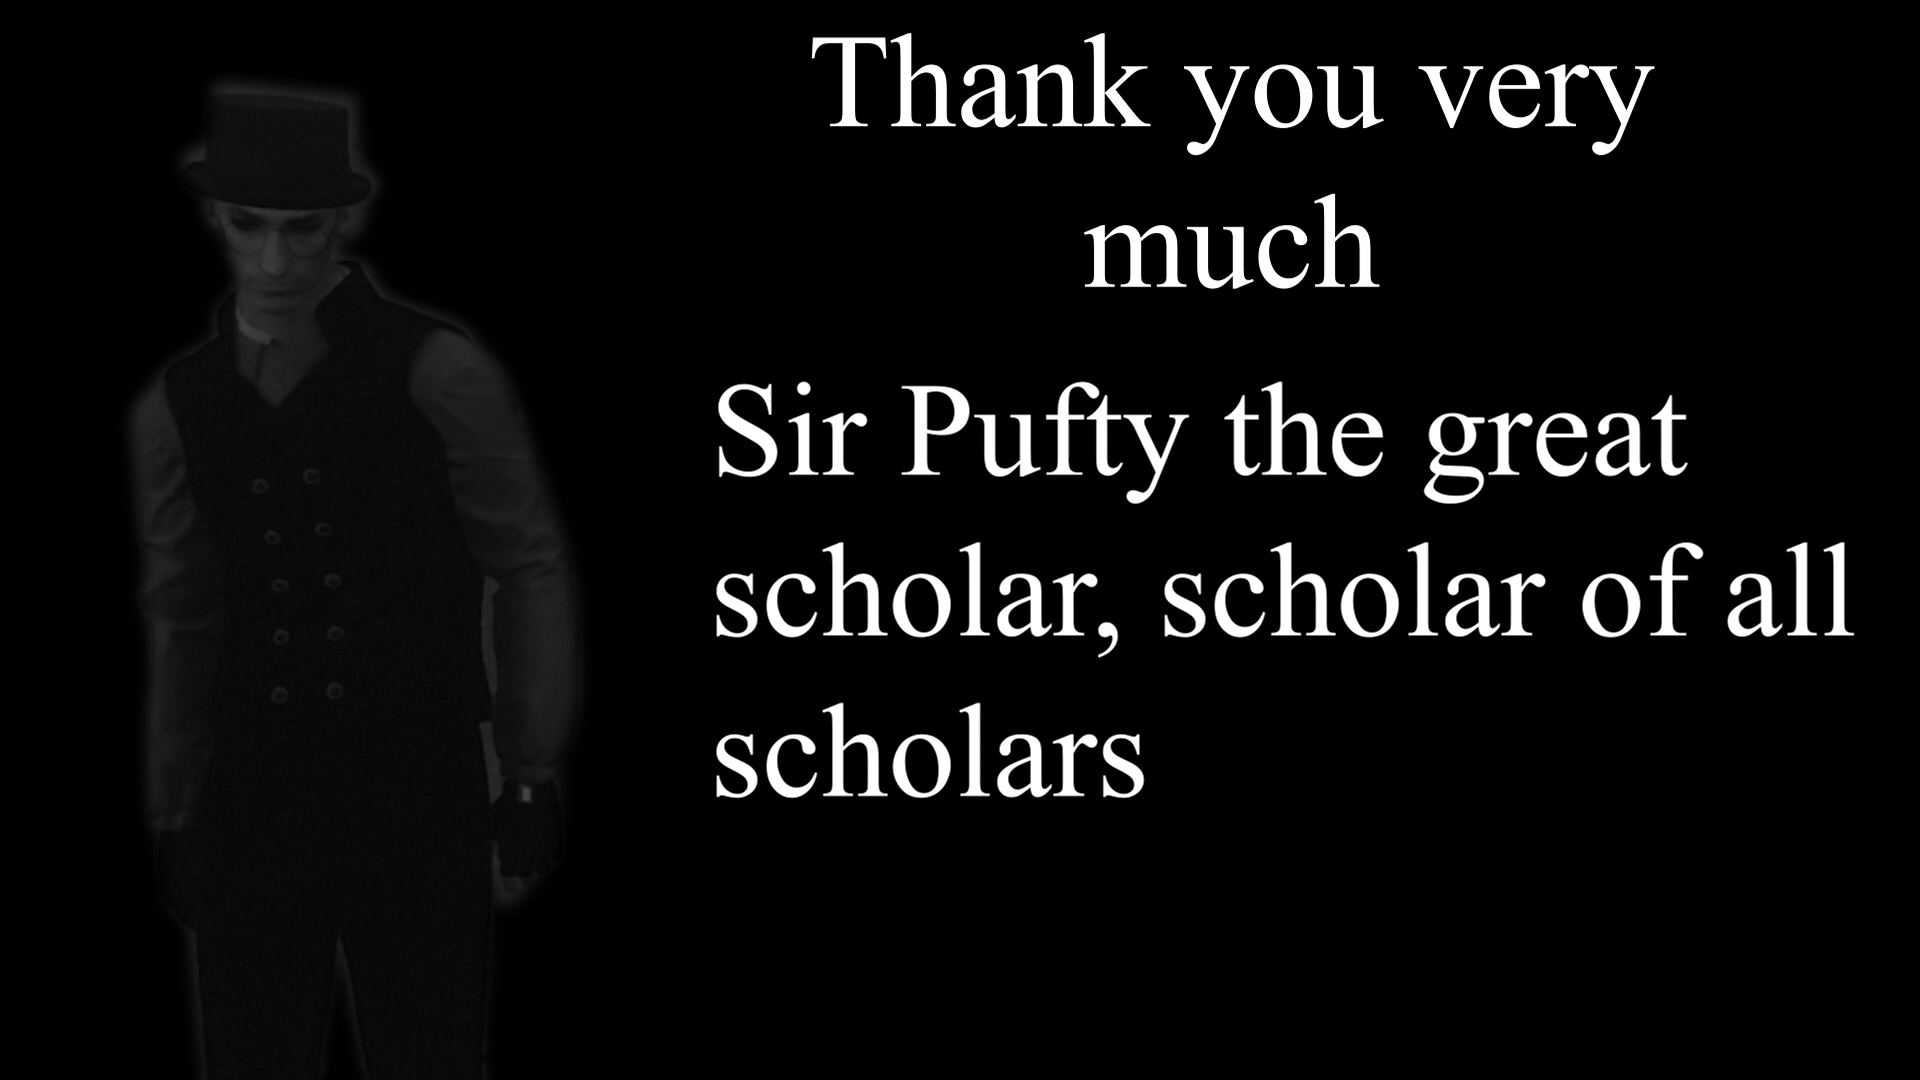 Thank you very
much
Sir Pufty the great
scholar, scholar of all
scholars